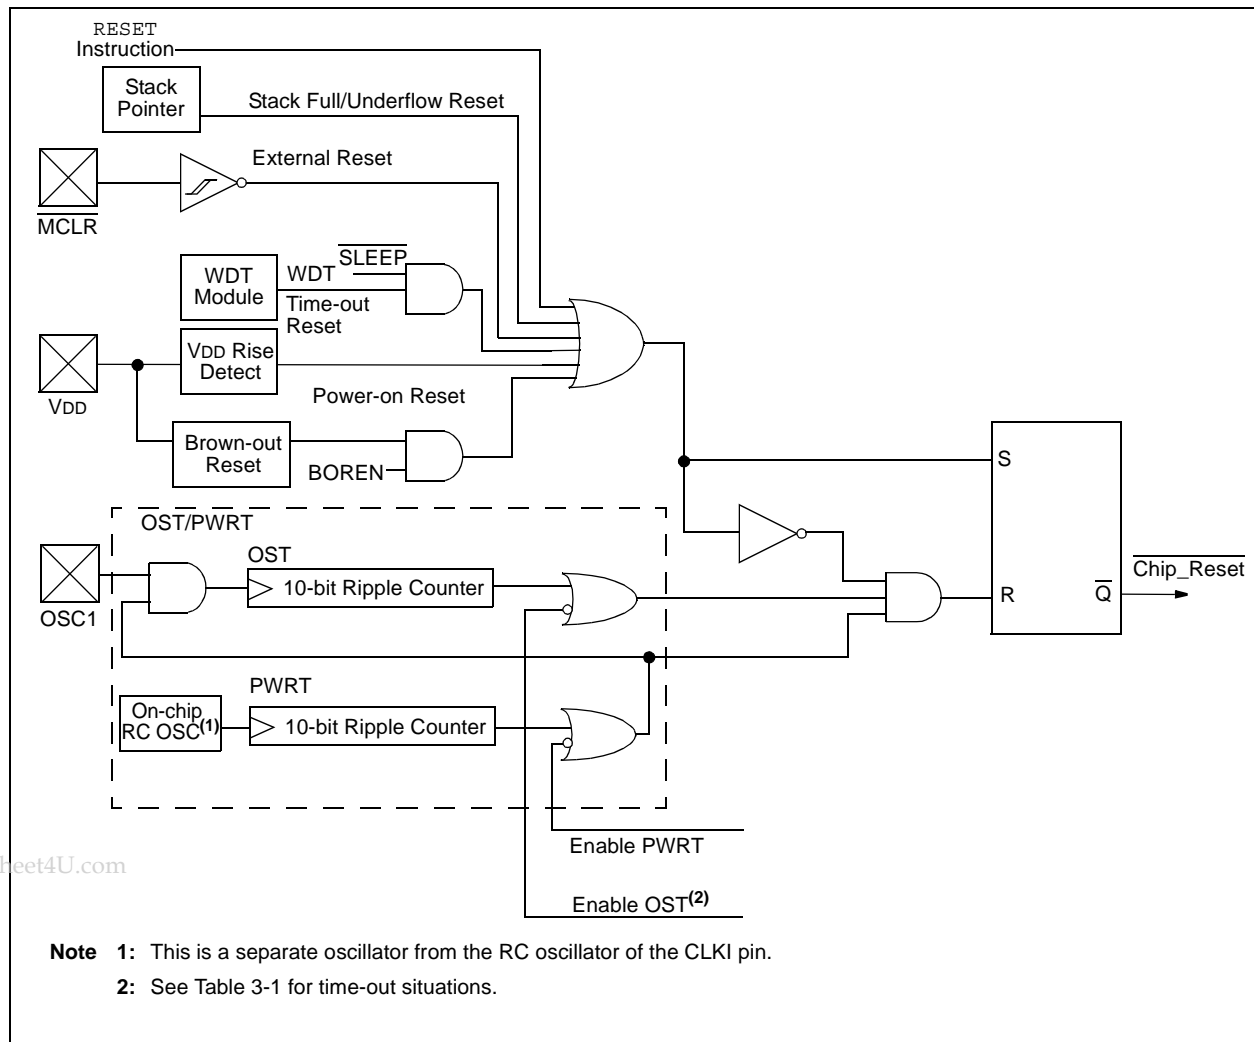 RESET
Instruction
Stack
Pointer
Stack Full/Underflow Reset
External Reset
MCLR
SLEEP
WDT
Module
WDT
Time-out
Reset
VDD Rise
Detect
VDD
Power-on Reset
Brown-out
Reset
BOREN
S
OST/PWRT
OST
10-bit Ripple Counter
OSC1
Chip_Reset
R
Q
PWRT
On-chip
RC OSC(1)
10-bit Ripple Counter
Enable PWRT
heet4U.com
Enable OST(2)
Note 1: This is a separate oscillator from the RC oscillator of the CLKI pin.
2: See Table 3-1 for time-out situations.